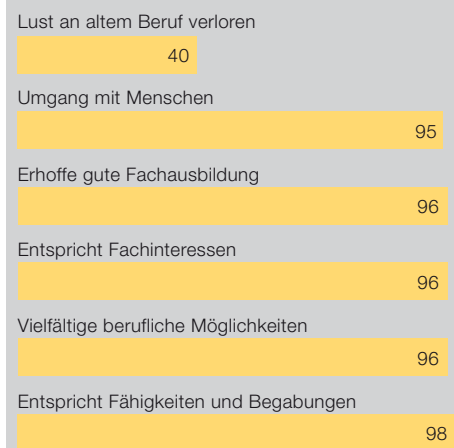 Lust an altem Beruf verloren
40
Umgang mit Menschen
95
Erhoffe gute Fachausbildung
96
Entspricht Fachinteressen
96
Vielfältige berufliche Möglichkeiten
96
Entspricht Fähigkeiten und Begabungen
98